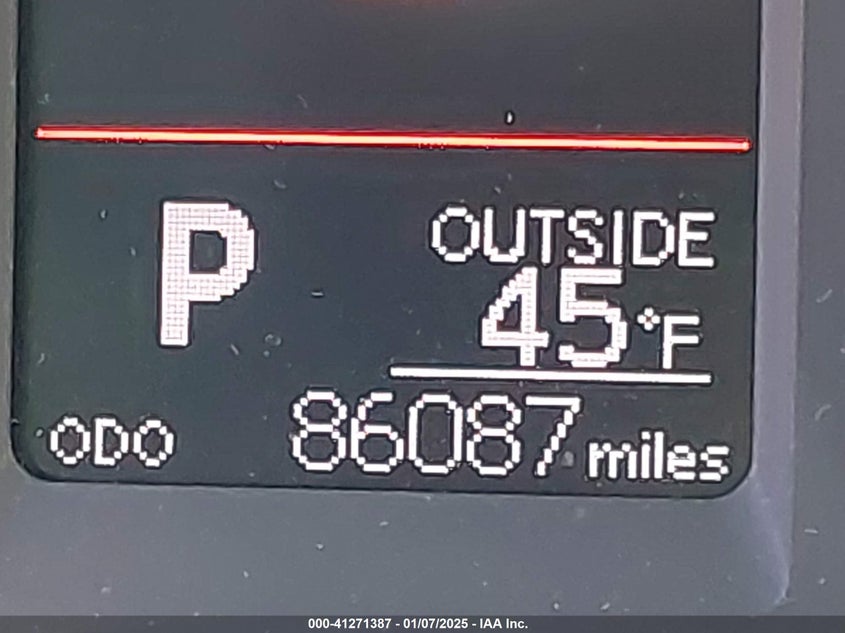 P
OUTSIDE
45°F
ODO 86087 miles
000-41271387 - 01/07/2025 - IAA Inc.